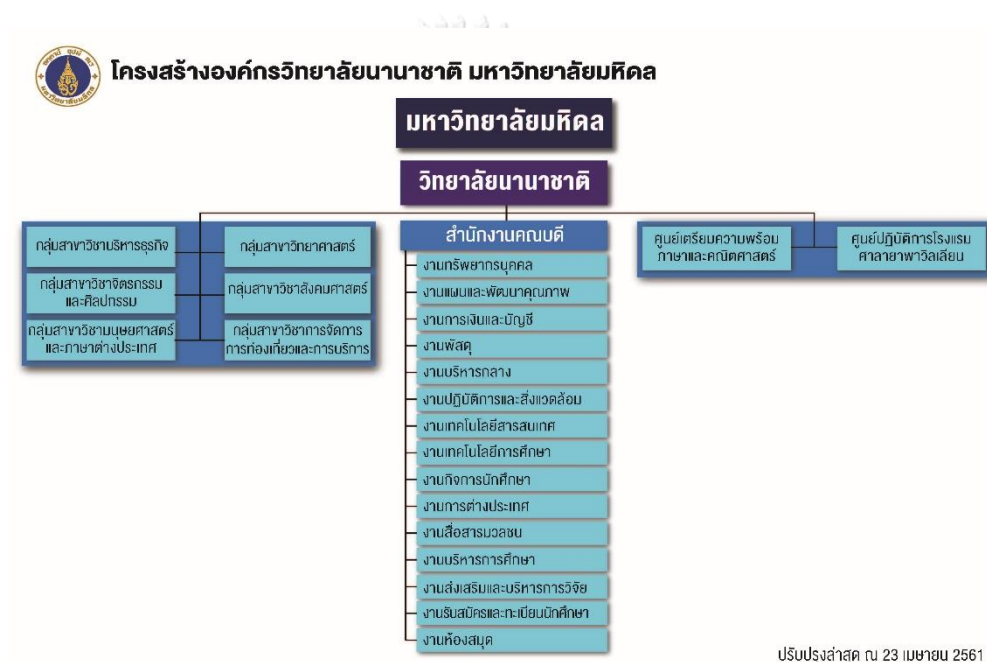 โครงสร้างองค์กรวิทยาลัยนานาชาติ มหาวิทยาลัยมหิดล
มหาวิทยาลัยมหิดล
วิทยาลัยนานาชาติ
กลุ่มสาขาวิชาบริหารธุรกิจ
กลุ่มสาขาวิทยาศาสตร์
กลุ่มสาขาวิชาจิตรกรรม
และศิลปกรรม
กลุ่มสาขาวิชาสังคมศาสตร์
กลุ่มสาขาวิชามนุษยศาสตร์
และภาษาต่างประเทศ
กลุ่มสาขาวิชาการจัดการ
การท่องเที่ยวและการบริการ
สำนักงานคณบดี
งานทรัพยากรบุคคล
งานแผนและพัฒนาคุณภาพ
งานการเงินและบัญชี
งานพัสดุ
งานบริหารกลาง
งานปฏิบัติการและสิ่งแวดล้อม
งานเทคโนโลยีสารสนเทศ
งานเทคโนโลยีการศึกษา
งานกิจการนักศึกษา
งานการต่างประเทศ
งานสื่อสารมวลชน
งานบริหารการศึกษา
งานส่งเสริมและบริหารการวิจัย
งานรับสมัครและทะเบียนนักศึกษา
งานห้องสมุด
ศูนย์เตรียมความพร้อม
ภาษาและคณิตศาสตร์
ศูนย์ปฏิบัติการโรงแรม
ศาลายาพาวิลเลียน
ปรับปรุงล่าสุด ณ 23 เมษายน 2561